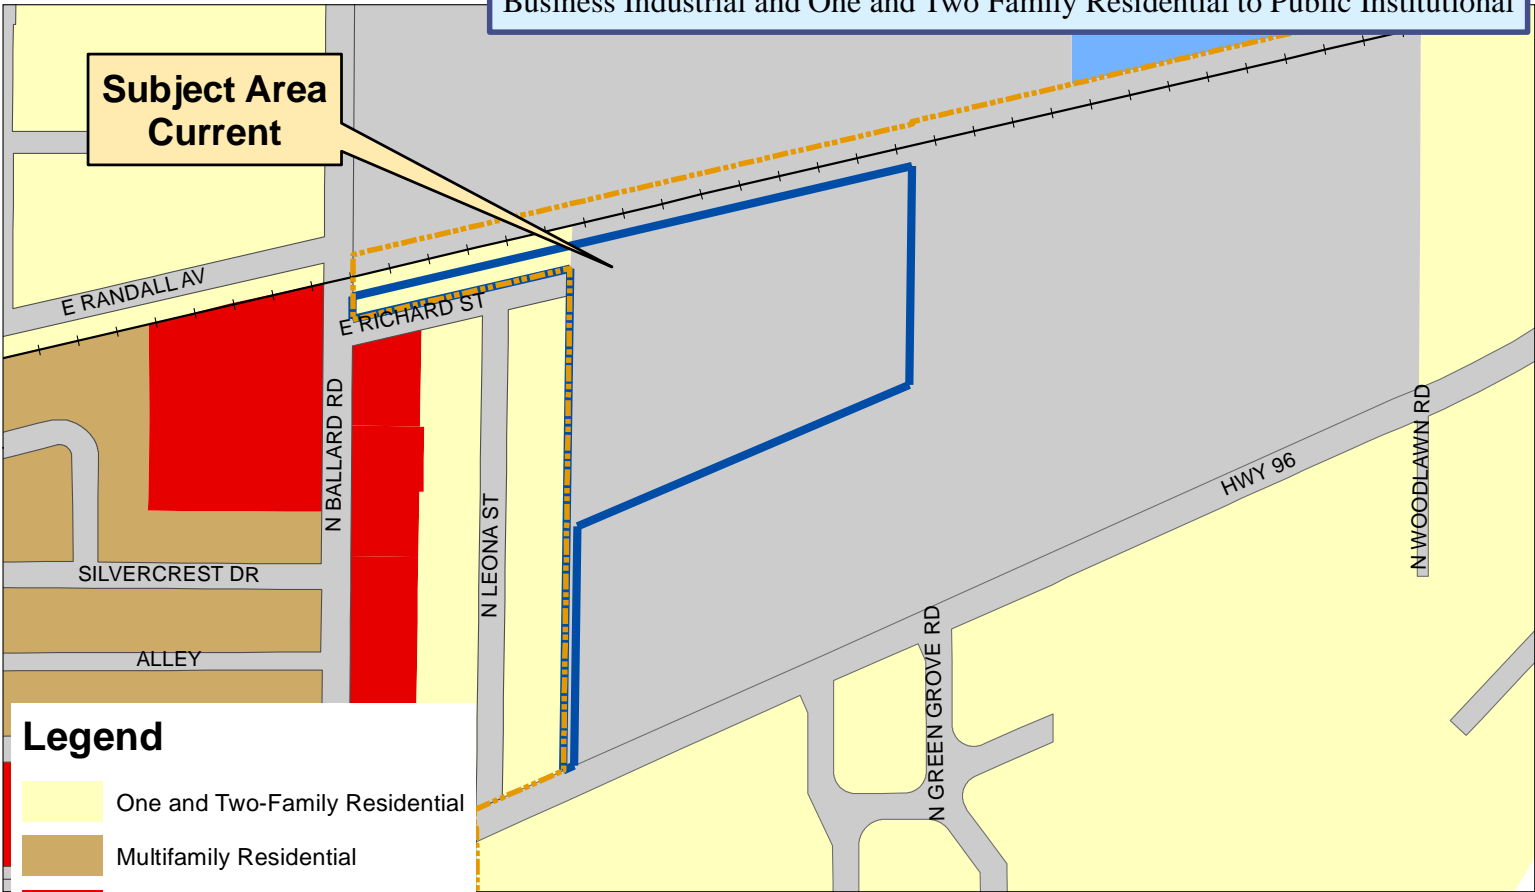 Business Industrial and One and Two Family Residential to Public Institutional
Subject Area
Current
E RANDALL AV
E RICHARD ST
N BALLARD RD
N LEONA ST
HWY 96
N WOODLAWN RD
SILVERCREST DR
N GREEN GROVE RD
ALLEY
Legend
One and Two-Family Residential
Multifamily Residential